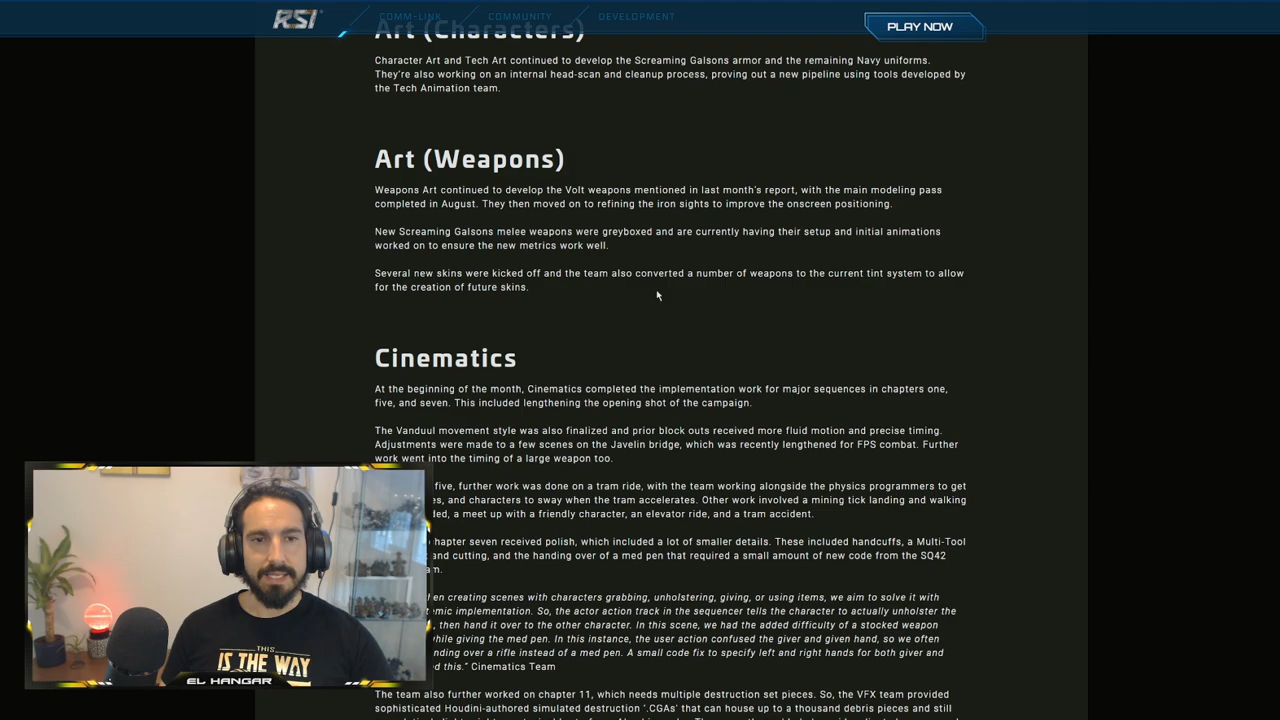 RSI
COMM-LINK
COMMUNITY
DEVELOPMENT
PLAY NOW
Art (Characters)
Character Art and Tech Art continued to develop the Screaming Galsons armor and the remaining Navy uniforms.
They're also working on an internal head-scan and cleanup process, proving out a new pipeline using tools developed by
the Tech Animation team.
Art (Weapons)
Weapons Art continued to develop the Volt weapons mentioned in last month's report, with the main modeling pass
completed in August. They then moved on to refining the iron sights to improve the onscreen positioning.
New Screaming Galsons melee weapons were greyboxed and are currently having their setup and initial animations
worked on to ensure the new metrics work well.
Several new skins were kicked off and the team also converted a number of weapons to the current tint system to allow
for the creation of future skins.
Cinematics
At the beginning of the month, Cinematics completed the implementation work for major sequences in chapters one,
five, and seven. This included lengthening the opening shot of the campaign.
The Vanduul movement style was also finalized and prior block outs received more fluid motion and precise timing.
Adjustments were made to a few scenes on the Javelin bridge, which was recently lengthened for FPS combat. Further
work went into the timing of a large weapon too.
five, further work was done on a tram ride, with the team working alongside the physics programmers to get
es, and characters to sway when the tram accelerates. Other work involved a mining tick landing and walking
ded, a meet up with a friendly character, an elevator ride, and a tram accident.
hapter seven received polish, which included a lot of smaller details. These included handcuffs, a Multi-Tool
and cutting, and the handing over of a med pen that required a small amount of new code from the SQ42
am.
en creating scenes with characters grabbing, unholstering, giving, or using items, we aim to solve it with
emic implementation. So, the actor action track in the sequencer tells the character to actually unholster the
, then hand it over to the other character. In this scene, we had the added difficulty of a stocked weapon
while giving the med pen. In this instance, the user action confused the giver and given hand, so we often
nding over a rifle instead of a med pen. A small code fix to specify left and right hands for both giver and
d this." Cinematics Team
The team also further worked on chapter 11, which needs multiple destruction set pieces. So, the VFX team provided
sophisticated Houdini-authored simulated destruction '.CGAs' that can house up to a thousand debris pieces and still
THIS
IS THE WAY
EL HANGAR